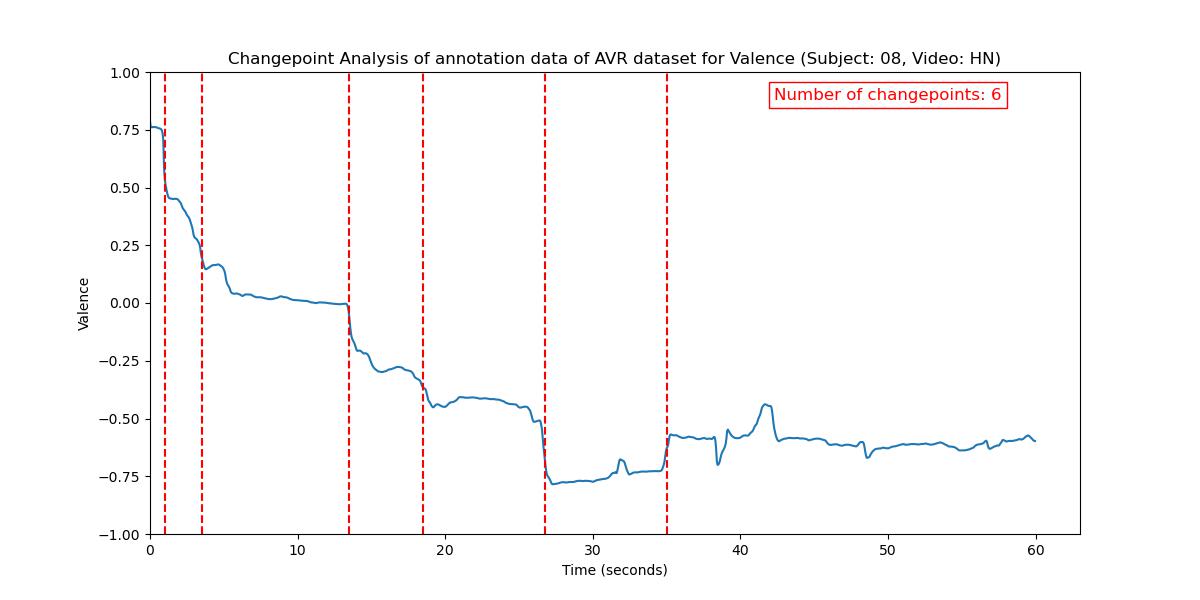 Changepoint Analysis of annotation data of AVR dataset for Valence (Subject: 08, Video: HN)
Number of changepoints: 6
1.00
0.75
0.50
0.25
0.00
−0.25
−0.50
−0.75
−1.00
Valence
0 10 20 30 40 50 60
Time (seconds)